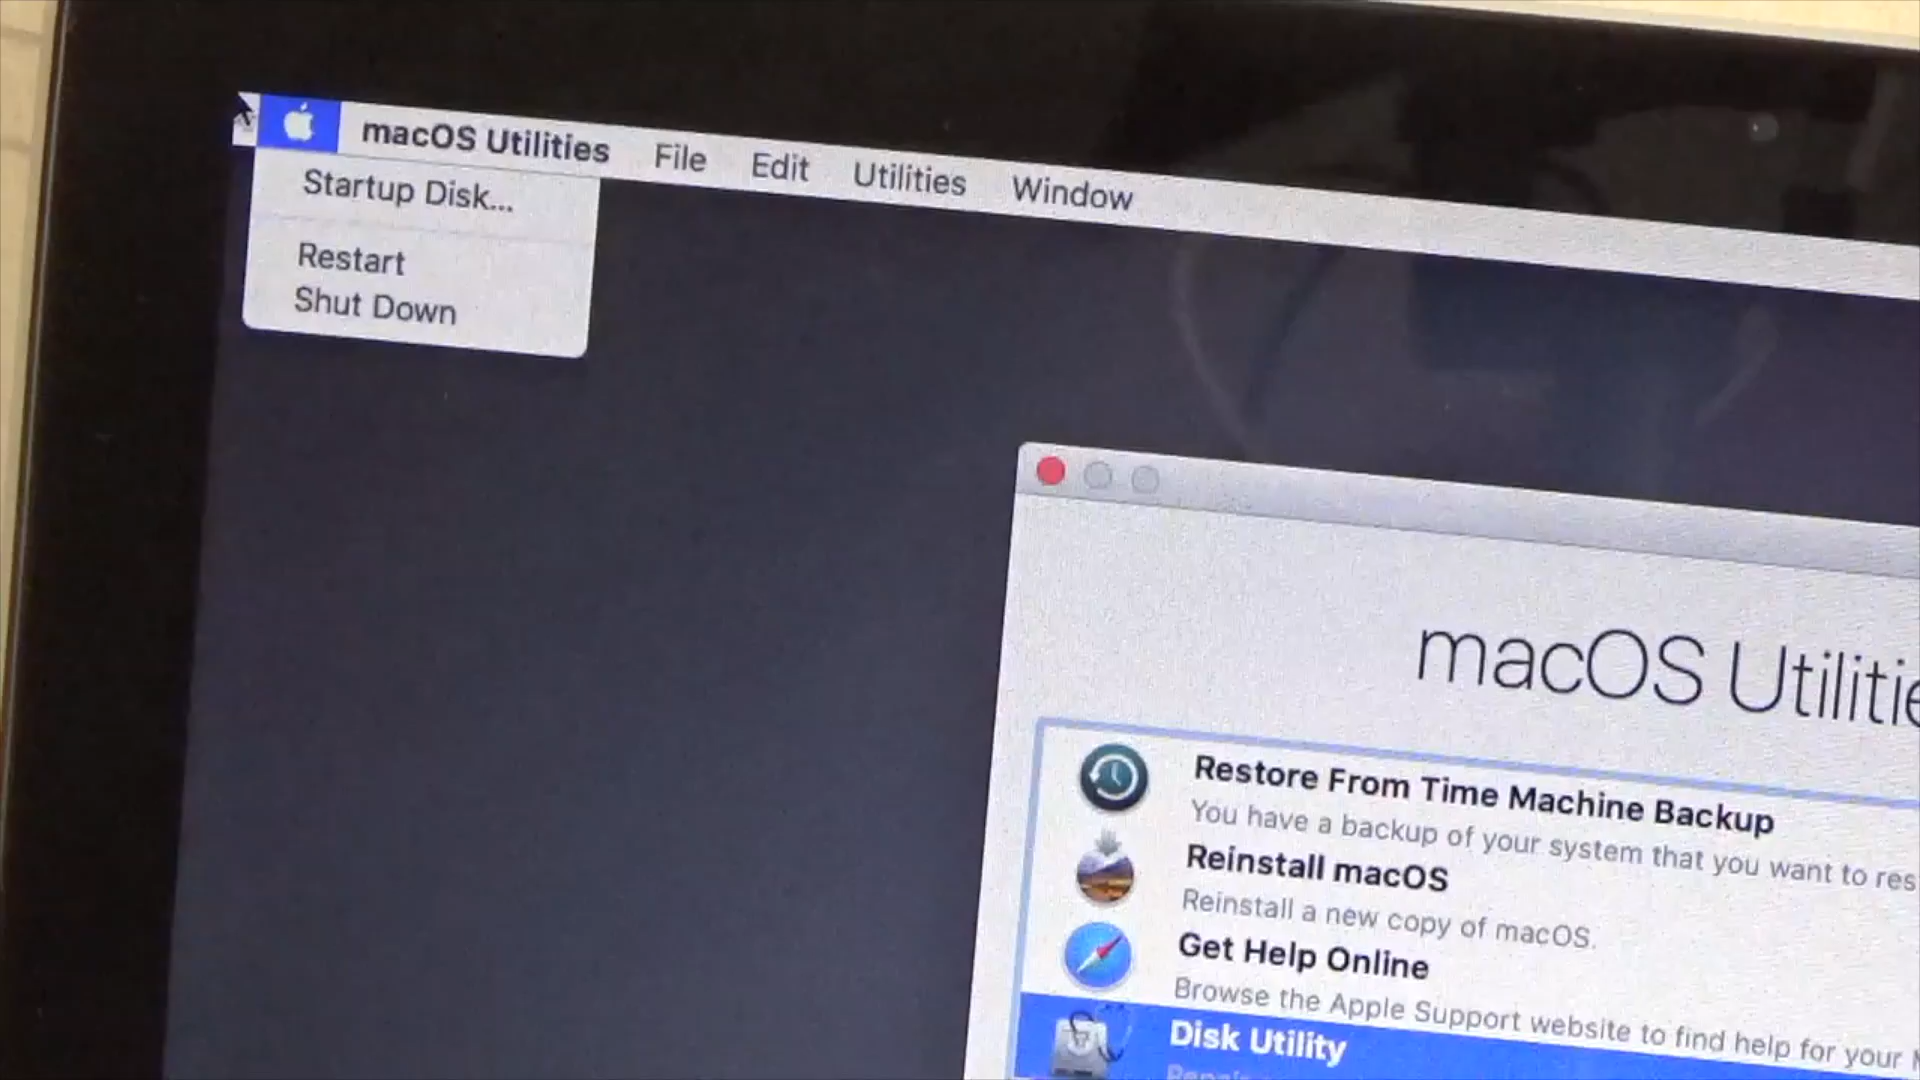 macOS Utilities File Edit Utilities Window
Startup Disk...
Restart
Shut Down
macOS
Restore From Time Machine Backup
You have a backup of your system that you want to
Reinstall macOS
Reinstall a new copy of macOS.
Get Help Online
Browse the Apple Support website to find help for your
Disk Utility